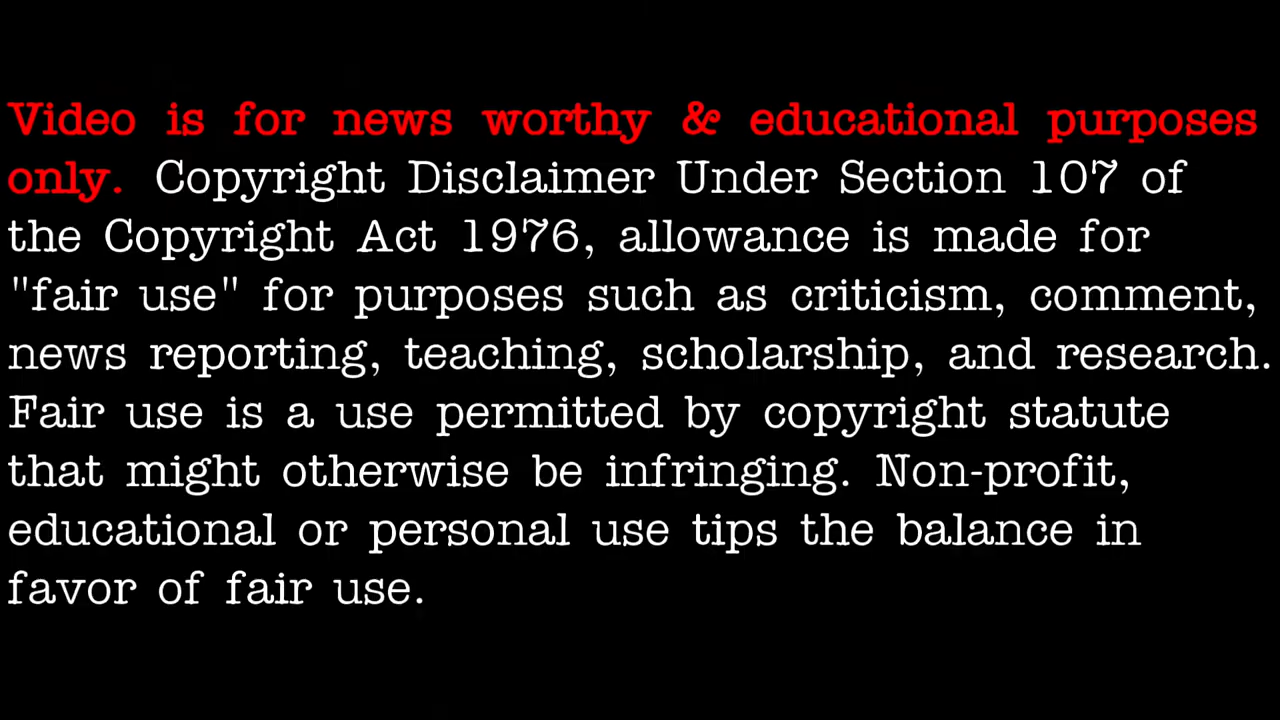 Video is for news worthy & educational purposes
only. Copyright Disclaimer Under Section 107 of
the Copyright Act 1976, allowance is made for
"fair use" for purposes such as criticism, comment,
news reporting, teaching, scholarship, and research.
Fair use is a use permitted by copyright statute
that might otherwise be infringing. Non-profit,
educational or personal use tips the balance in
favor of fair use.